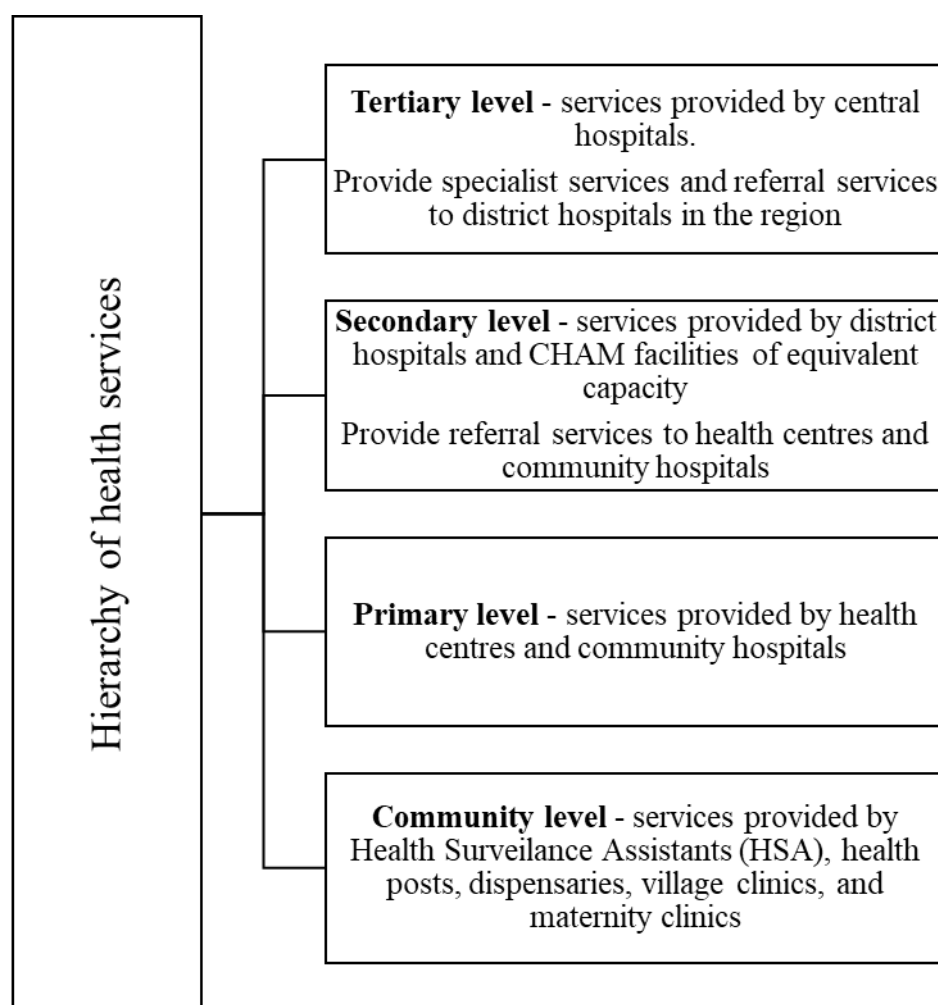 Hierarchy of health services
Tertiary level - services provided by central
hospitals.
Provide specialist services and referral services
to district hospitals in the region
Secondary level - services provided by district
hospitals and CHAM facilities of equivalent
capacity
Provide referral services to health centres and
community hospitals
Primary level - services provided by health
centres and community hospitals
Community level - services provided by
Health Surveilance Assistants (HSA), health
posts, dispensaries, village clinics, and
maternity clinics